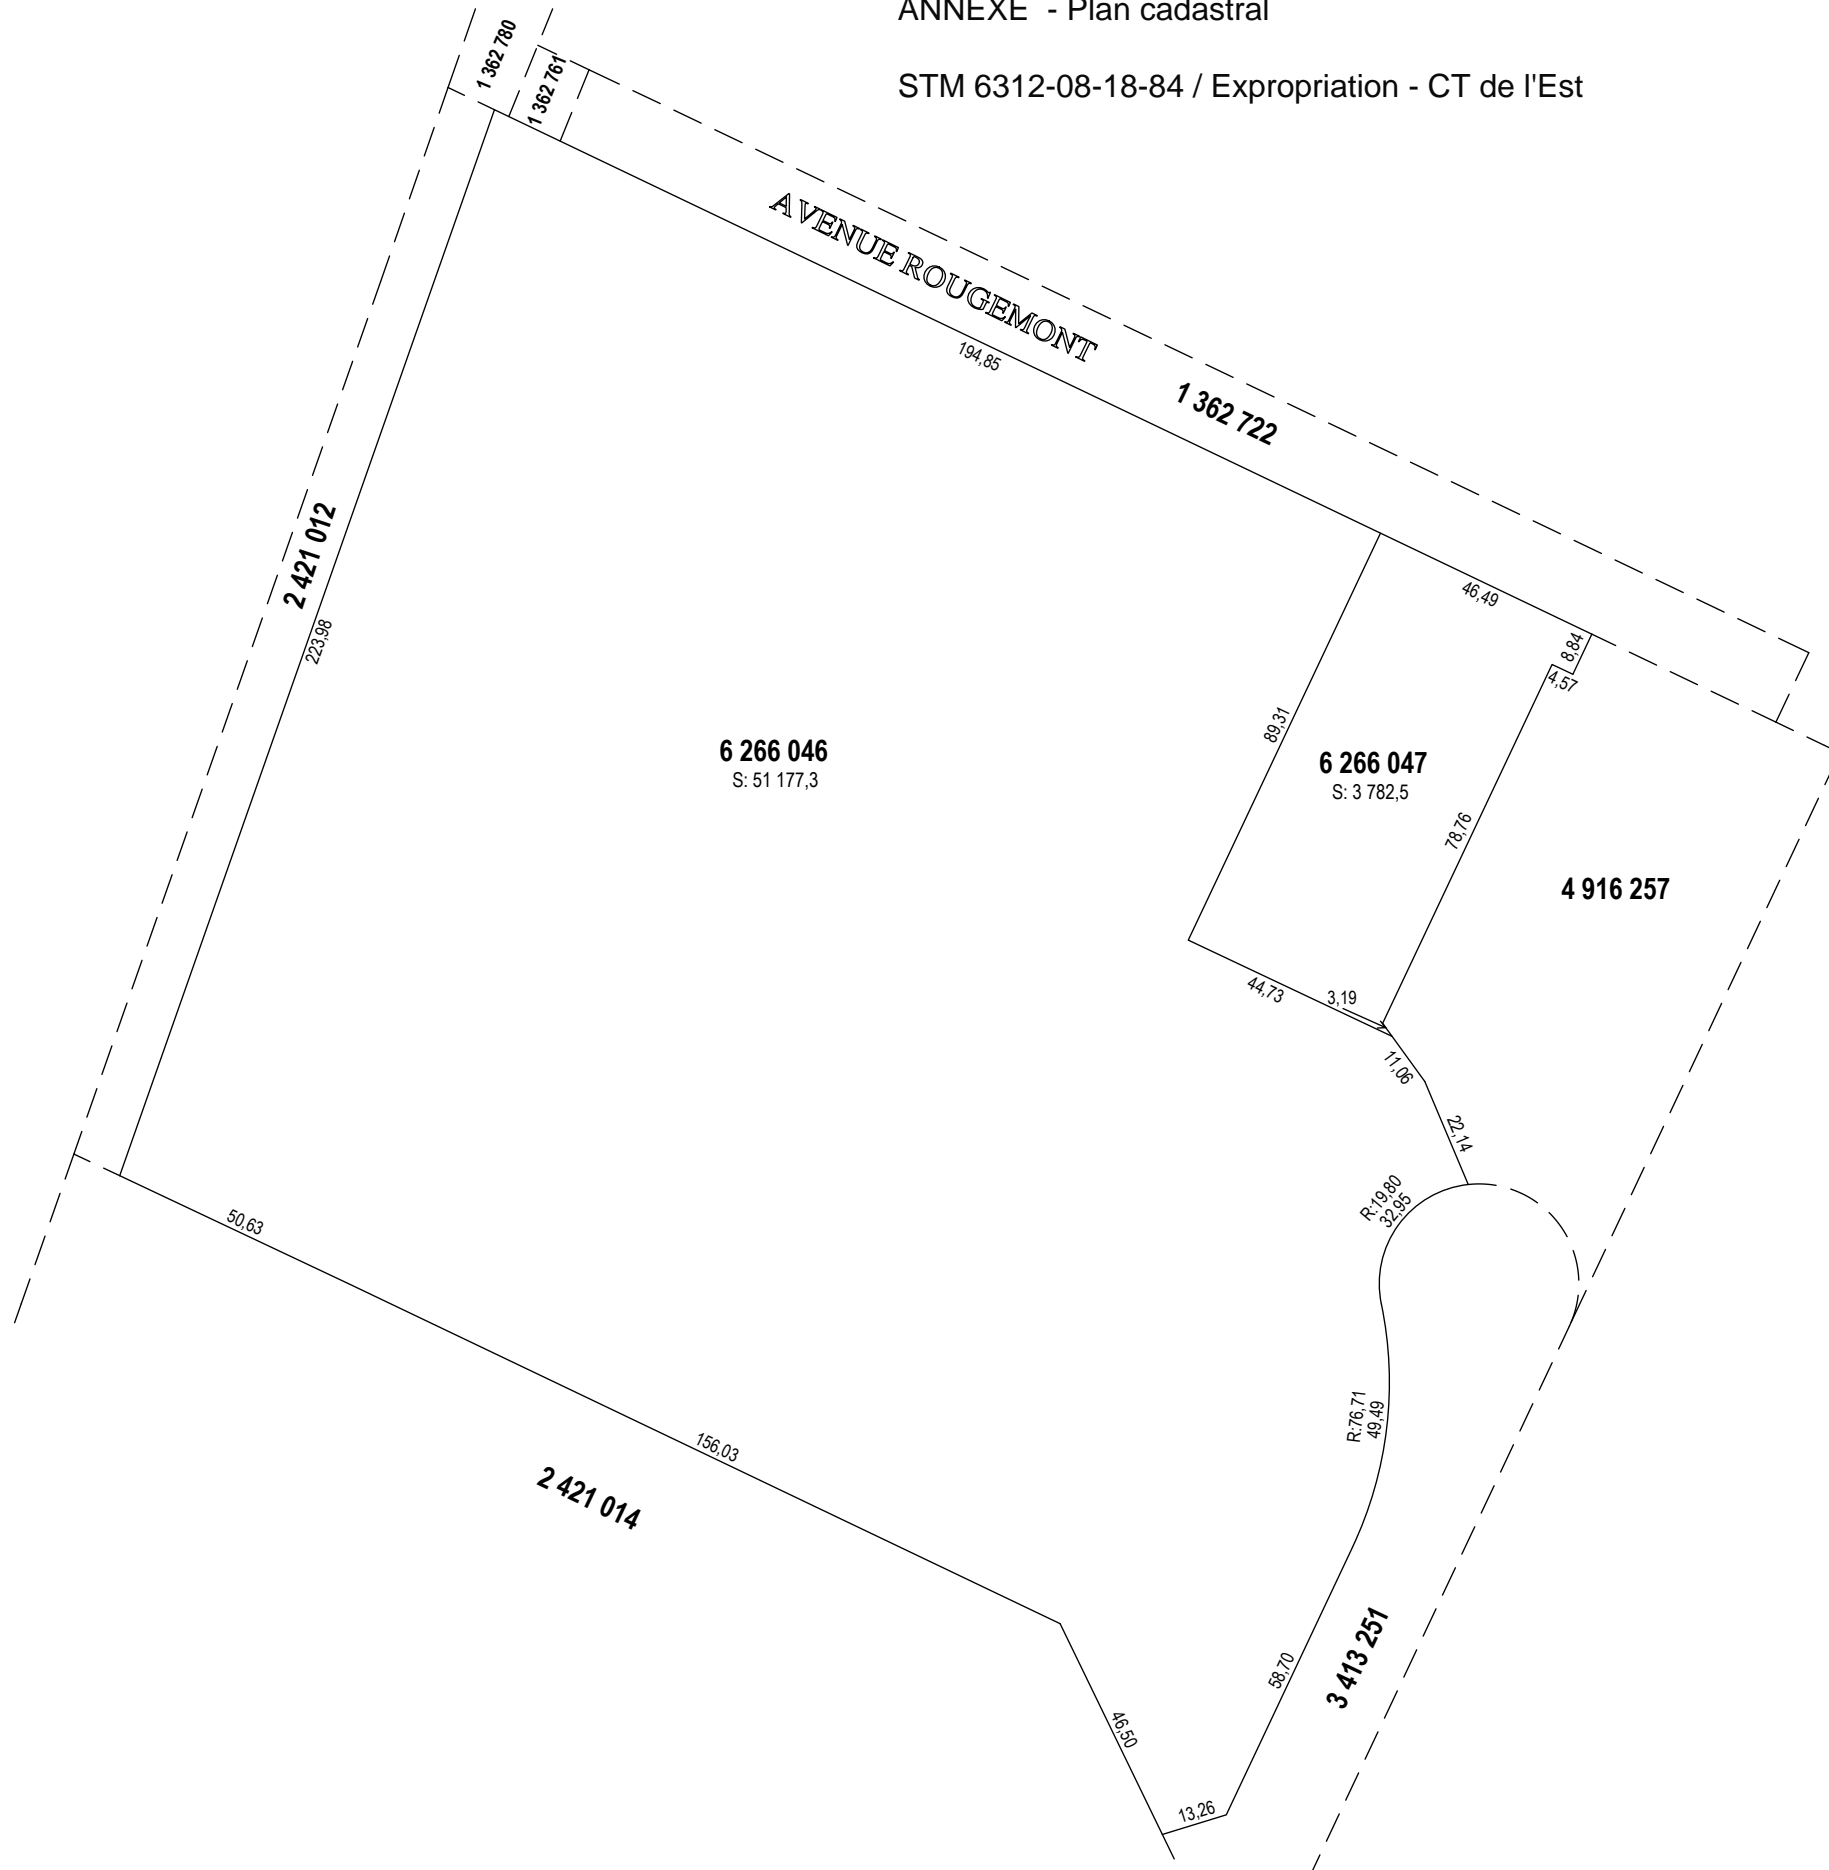 ANNEXE - Plan cadastral
STM 6312-08-18-84 / Expropriation - CT de l'Est
1 362 780
1 362 761
AVENUE ROUGEMONT
194,85
1 362 722
2 421 012
223,98
46,49
8,84
4,57
89,31
6 266 046
S: 51 177,3
6 266 047
S: 3 782,5
78,76
4 916 257
44,73
3,19
11,06
22,14
R:19,80
32,95
50,63
R:76,71
49,49
156,03
2 421 014
58,70
3 413 251
46,50
13,26